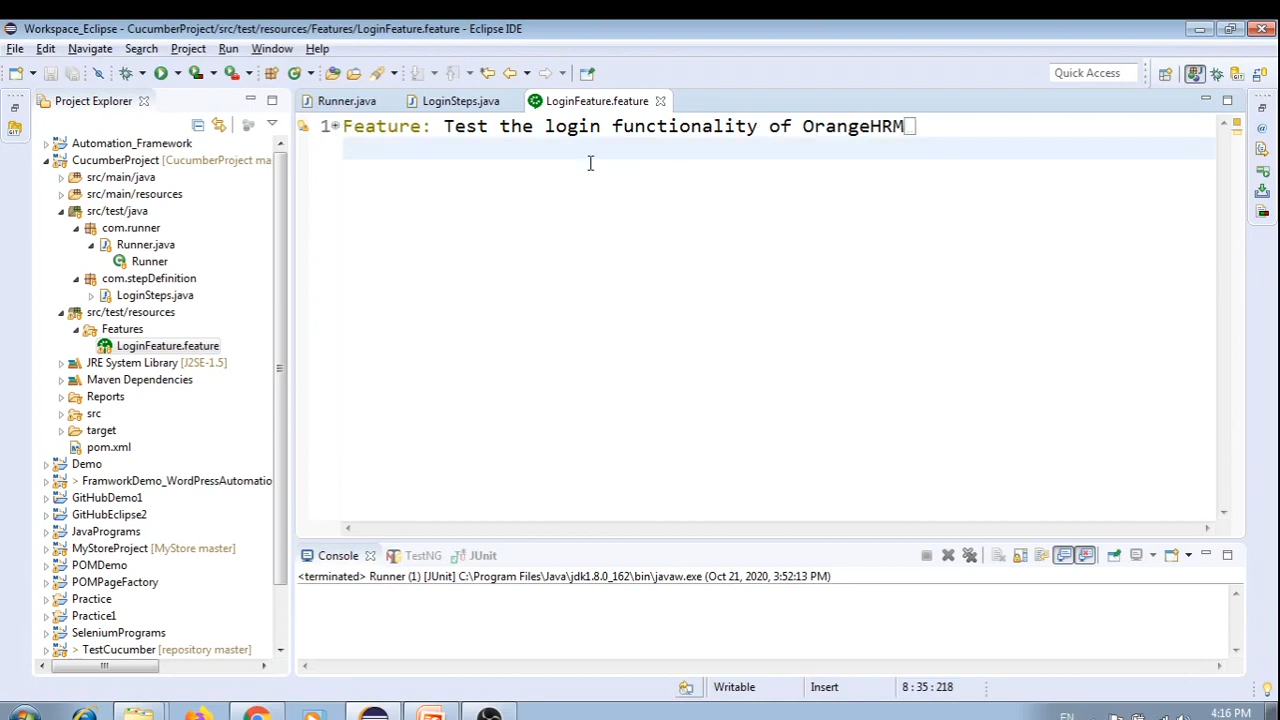 Workspace_Eclipse - CucumberProject/src/test/resources/Features/LoginFeature.feature - Eclipse IDE
File Edit Navigate Search Project Run Window Help
Quick Access
Project Explorer
Runner.java LoginSteps.java LoginFeature.feature
1 Feature: Test the login functionality of OrangeHRM
Automation_Framework
CucumberProject [CucumberProject ma
src/main/java
src/main/resources
src/test/java
com.runner
Runner.java
Runner
com.stepDefinition
LoginSteps.java
src/test/resources
Features
LoginFeature.feature
JRE System Library [J2SE-1.5]
Maven Dependencies
Reports
src
target
pom.xml
Demo
> FramworkDemo_WordPressAutomatio
GitHubDemo1
GitHubEclipse2
JavaPrograms
MyStoreProject [MyStore master]
POMDemo
POMPageFactory
Practice
Practice1
SeleniumPrograms
> TestCucumber [repository master]
Console TestNG JUnit
<terminated> Runner (1) [JUnit] C:\Program Files\Java\jdk1.8.0_162\bin\javaw.exe (Oct 21, 2020, 3:52:13 PM)
Writable Insert 8 : 35 : 218
EN 4:16 PM